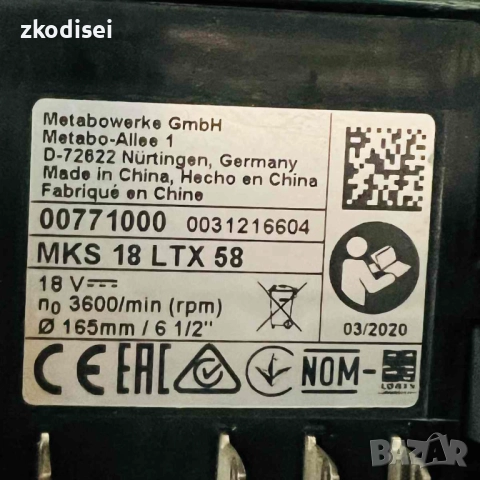 zkodisei
Metabowerke GmbH
Metabo-Allee 1
D-72622 Nürtingen, Germany
Made in China, Hecho en China
Fabriqué en Chine
00771000 0031216604
MKS 18 LTX 58
18 V
n0 3600/min (rpm)
Ø 165mm / 6 1/2"
03/2020
CE EAC NOM-
BAZAR